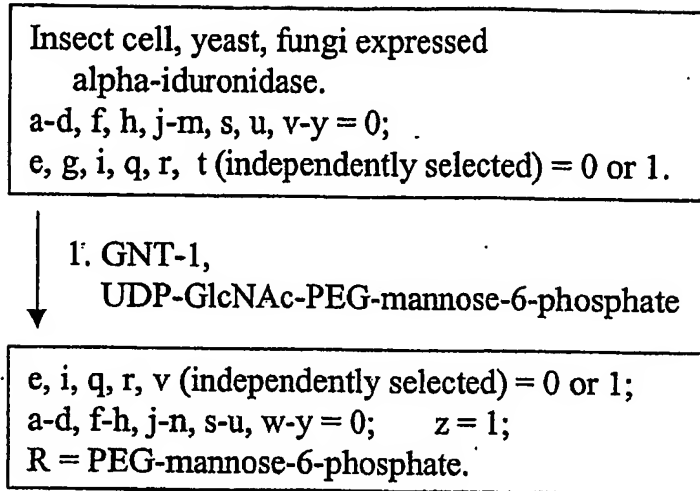 Insect cell, yeast, fungi expressed
alpha-iduronidase.
a-d, f, h, j-m, s, u, v-y = 0;
e, g, i, q, r, t (independently selected) = 0 or 1.
1. GNT-1,
UDP-GlcNAc-PEG-mannose-6-phosphate
e, i, q, r, v (independently selected) = 0 or 1;
a-d, f-h, j-n, s-u, w-y = 0; z = 1;
R = PEG-mannose-6-phosphate.